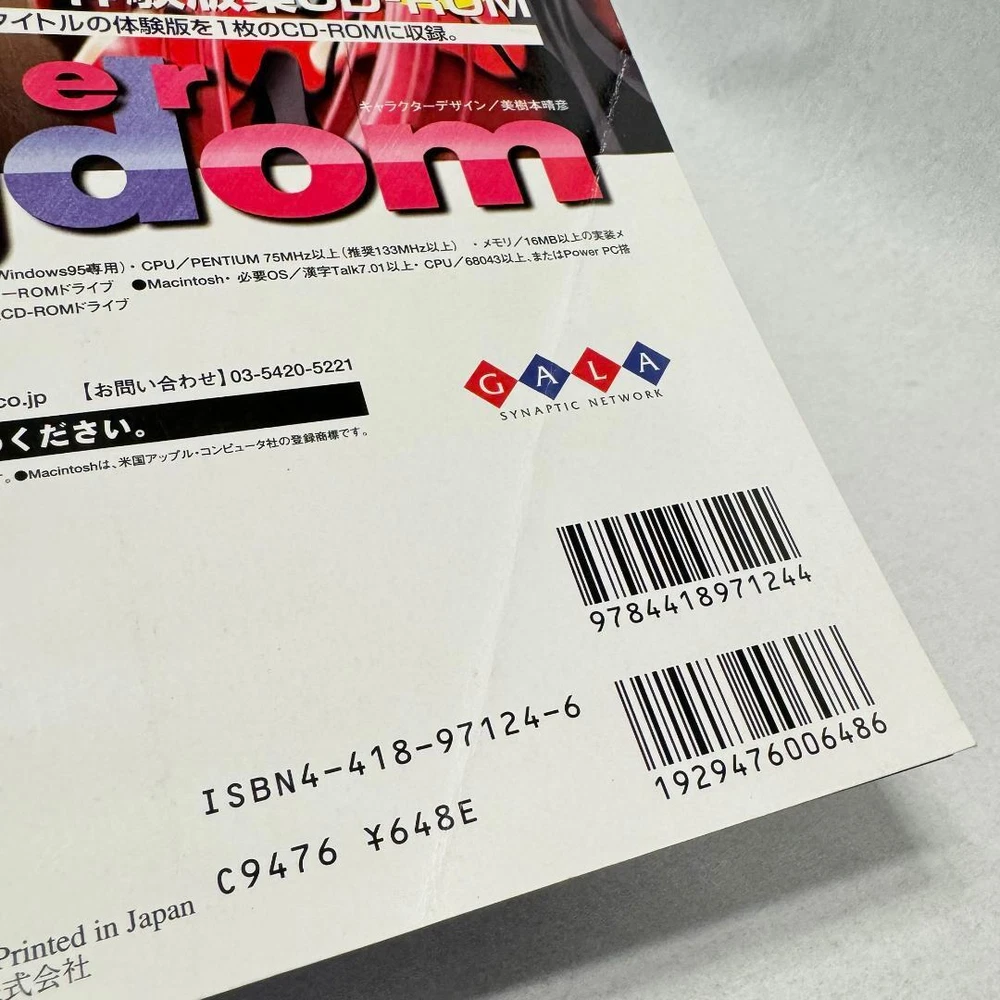 体験版集CD-ROM
タイトルの体験版を1枚のCD-ROMに収録。
er
キャラクターデザイン／美樹本晴彦
dom
Windows95専用)・CPU／PENTIUM 75MHz以上(推奨133MHz以上)　・メモリ／16MB以上の実装メ
ーROMドライブ　●Macintosh・必要OS／漢字Talk7.01以上・CPU／68043以上、またはPower PC搭
CD-ROMドライブ
GALA
SYNAPTIC NETWORK
co.jp　【お問い合わせ】03-5420-5221
ください。
す。●Macintoshは、米国アップル・コンピュータ社の登録商標です。
9784418971244
ISBN4-418-97124-6
1929476006486
C9476 ¥648E
Printed in Japan
式会社